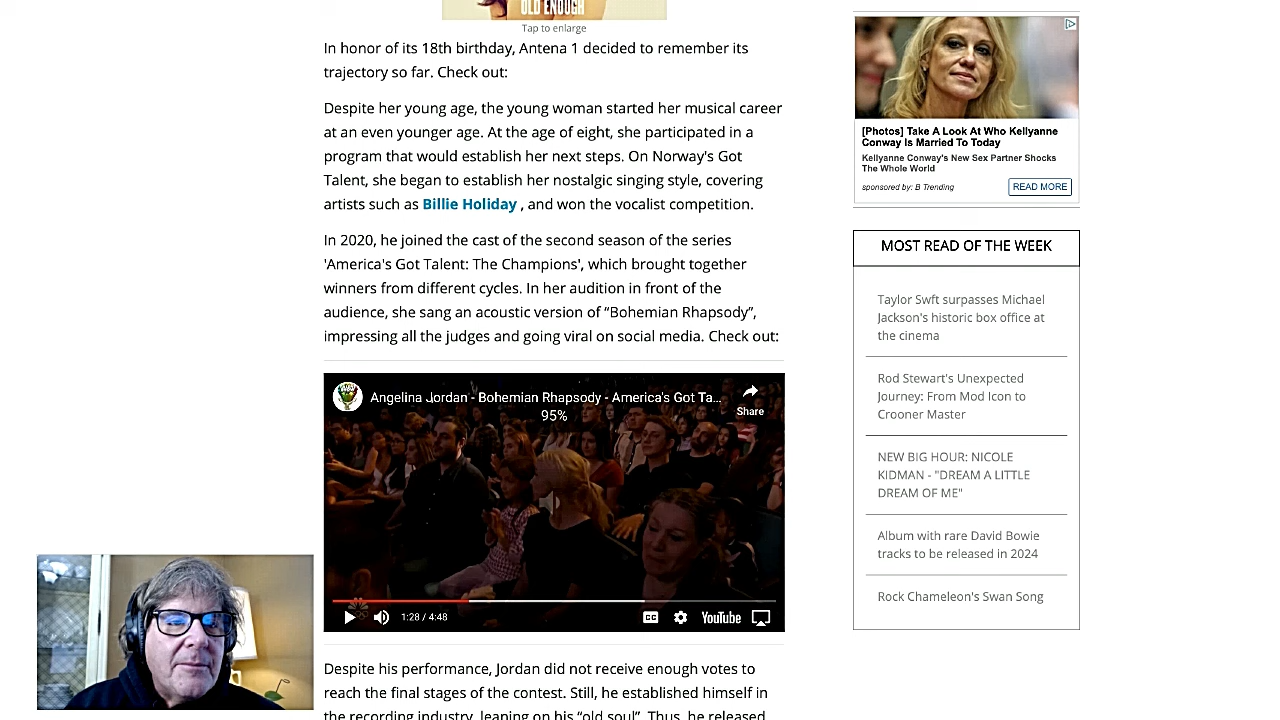 OLD ENOUGH
Tap to enlarge
In honor of its 18th birthday, Antena 1 decided to remember its
trajectory so far. Check out:
Despite her young age, the young woman started her musical career
at an even younger age. At the age of eight, she participated in a
program that would establish her next steps. On Norway's Got
Talent, she began to establish her nostalgic singing style, covering
artists such as Billie Holiday , and won the vocalist competition.
In 2020, he joined the cast of the second season of the series
'America's Got Talent: The Champions', which brought together
winners from different cycles. In her audition in front of the
audience, she sang an acoustic version of “Bohemian Rhapsody”,
impressing all the judges and going viral on social media. Check out:
Angelina Jordan - Bohemian Rhapsody - America's Got Ta...
95%
Share
1:28 / 4:48
CC
YouTube
Despite his performance, Jordan did not receive enough votes to
reach the final stages of the contest. Still, he established himself in
the recording industry, leaning on his “old soul”. Thus, he released
[Photos] Take A Look At Who Kellyanne
Conway Is Married To Today
Kellyanne Conway's New Sex Partner Shocks
The Whole World
sponsored by: B Trending
READ MORE
MOST READ OF THE WEEK
Taylor Swft surpasses Michael
Jackson's historic box office at
the cinema
Rod Stewart's Unexpected
Journey: From Mod Icon to
Crooner Master
NEW BIG HOUR: NICOLE
KIDMAN - "DREAM A LITTLE
DREAM OF ME"
Album with rare David Bowie
tracks to be released in 2024
Rock Chameleon's Swan Song